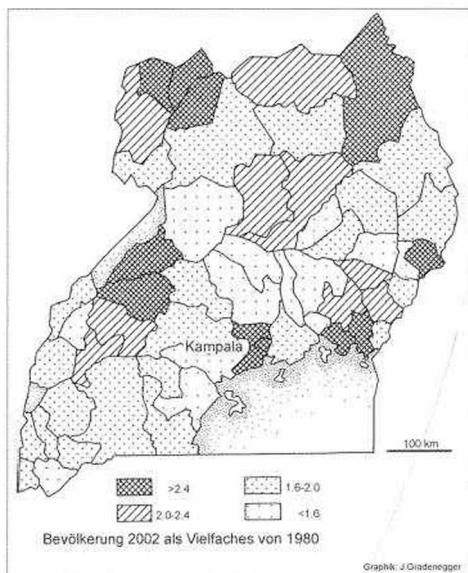 Kampala
100 km
>2.4
1.6-2.0
2.0-2.4
<1.6
Bevölkerung 2002 als Vielfaches von 1980
Graphik: J.Gradenegger